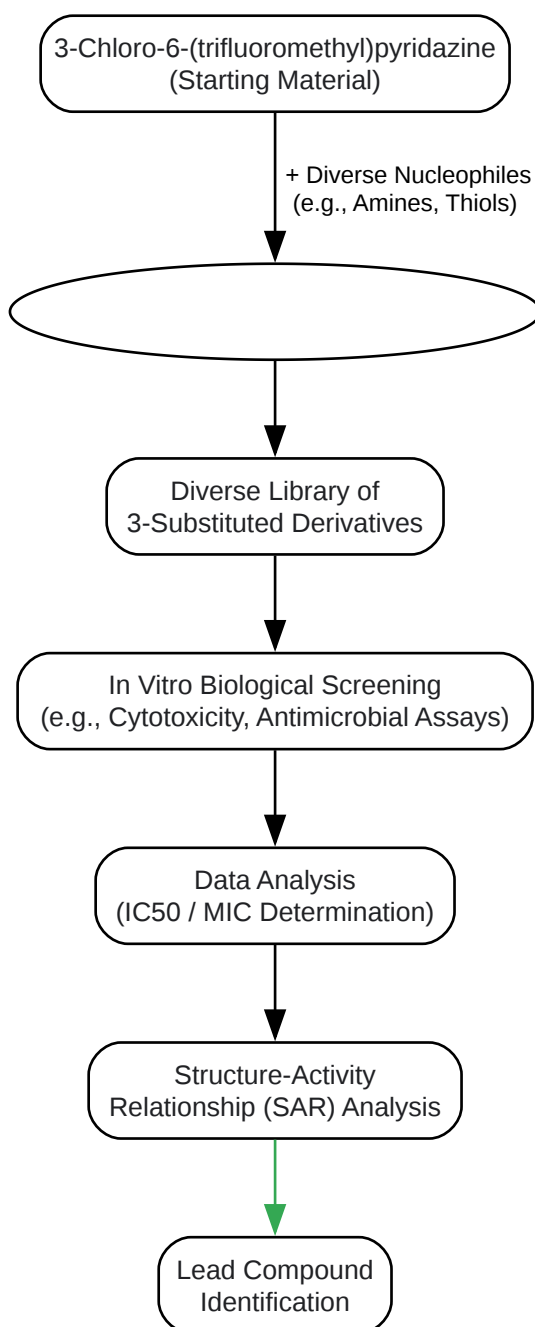 3-Chloro-6-(trifluoromethyl)pyridazine
(Starting Material)
+ Diverse Nucleophiles
(e.g., Amines, Thiols)
Diverse Library of
3-Substituted Derivatives
In Vitro Biological Screening
(e.g., Cytotoxicity, Antimicrobial Assays)
Data Analysis
(IC50 / MIC Determination)
Structure-Activity
Relationship (SAR) Analysis
Lead Compound
Identification